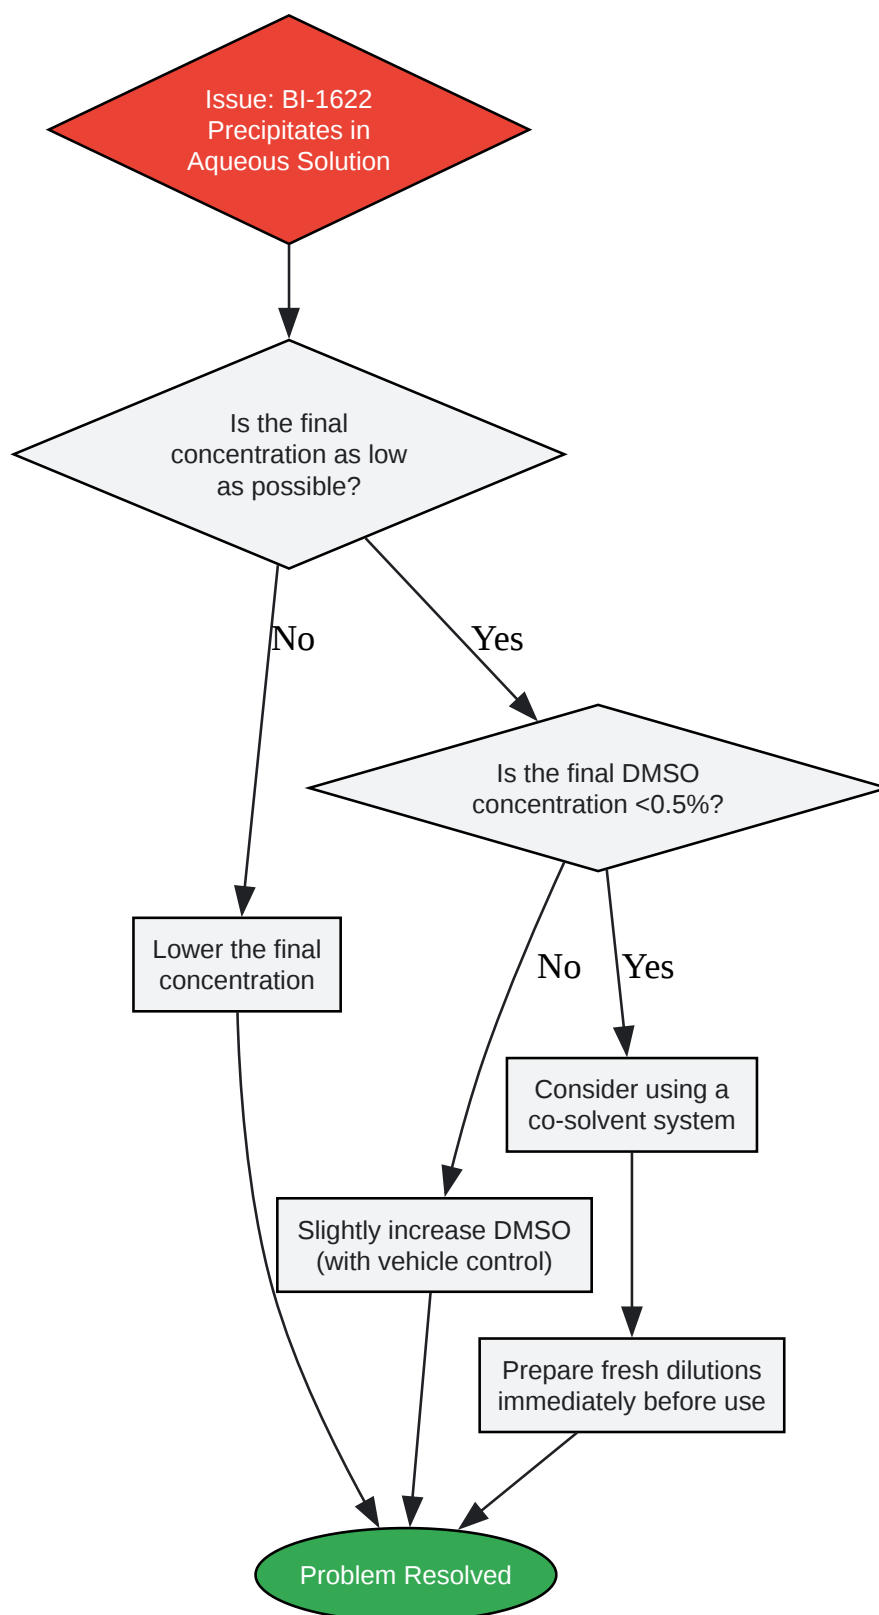 Issue: BI-1622
Precipitates in
Aqueous Solution
Is the final
concentration as low
as possible?
No
Yes
Is the final DMSO
concentration <0.5%?
Lower the final
concentration
No
Yes
Consider using a
co-solvent system
Slightly increase DMSO
(with vehicle control)
Prepare fresh dilutions
immediately before use
Problem Resolved